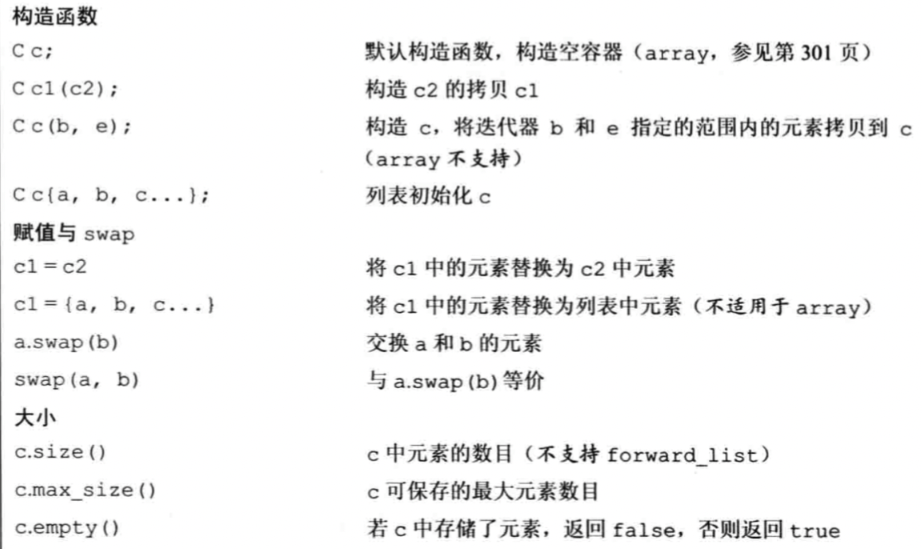 构造函数
C c; 默认构造函数，构造空容器（array，参见第 301 页）
C c1(c2); 构造 c2 的拷贝 c1
C c(b, e); 构造 c，将迭代器 b 和 e 指定的范围内的元素拷贝到 c
（array 不支持）
C c{a, b, c...}; 列表初始化 c
赋值与 swap
c1 = c2 将 c1 中的元素替换为 c2 中元素
c1 = {a, b, c...} 将 c1 中的元素替换为列表中元素（不适用于 array）
a.swap(b) 交换 a 和 b 的元素
swap(a, b) 与 a.swap(b) 等价
大小
c.size() c 中元素的数目（不支持 forward_list）
c.max_size() c 可保存的最大元素数目
c.empty() 若 c 中存储了元素，返回 false，否则返回 true